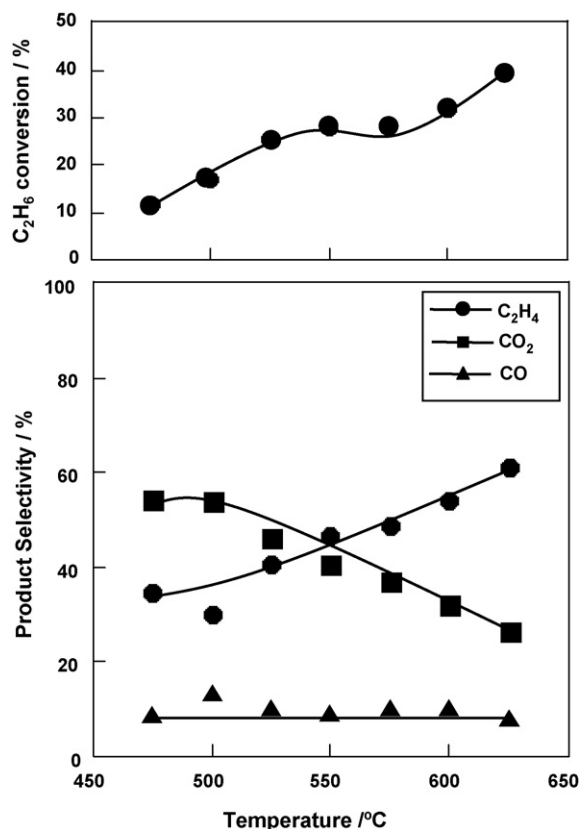 50
40
30
20
10
0
C₂H₆ conversion / %
100
80
60
40
20
0
Product Selectivity / %
C₂H₄
CO₂
CO
450 500 550 600 650
Temperature /ºC